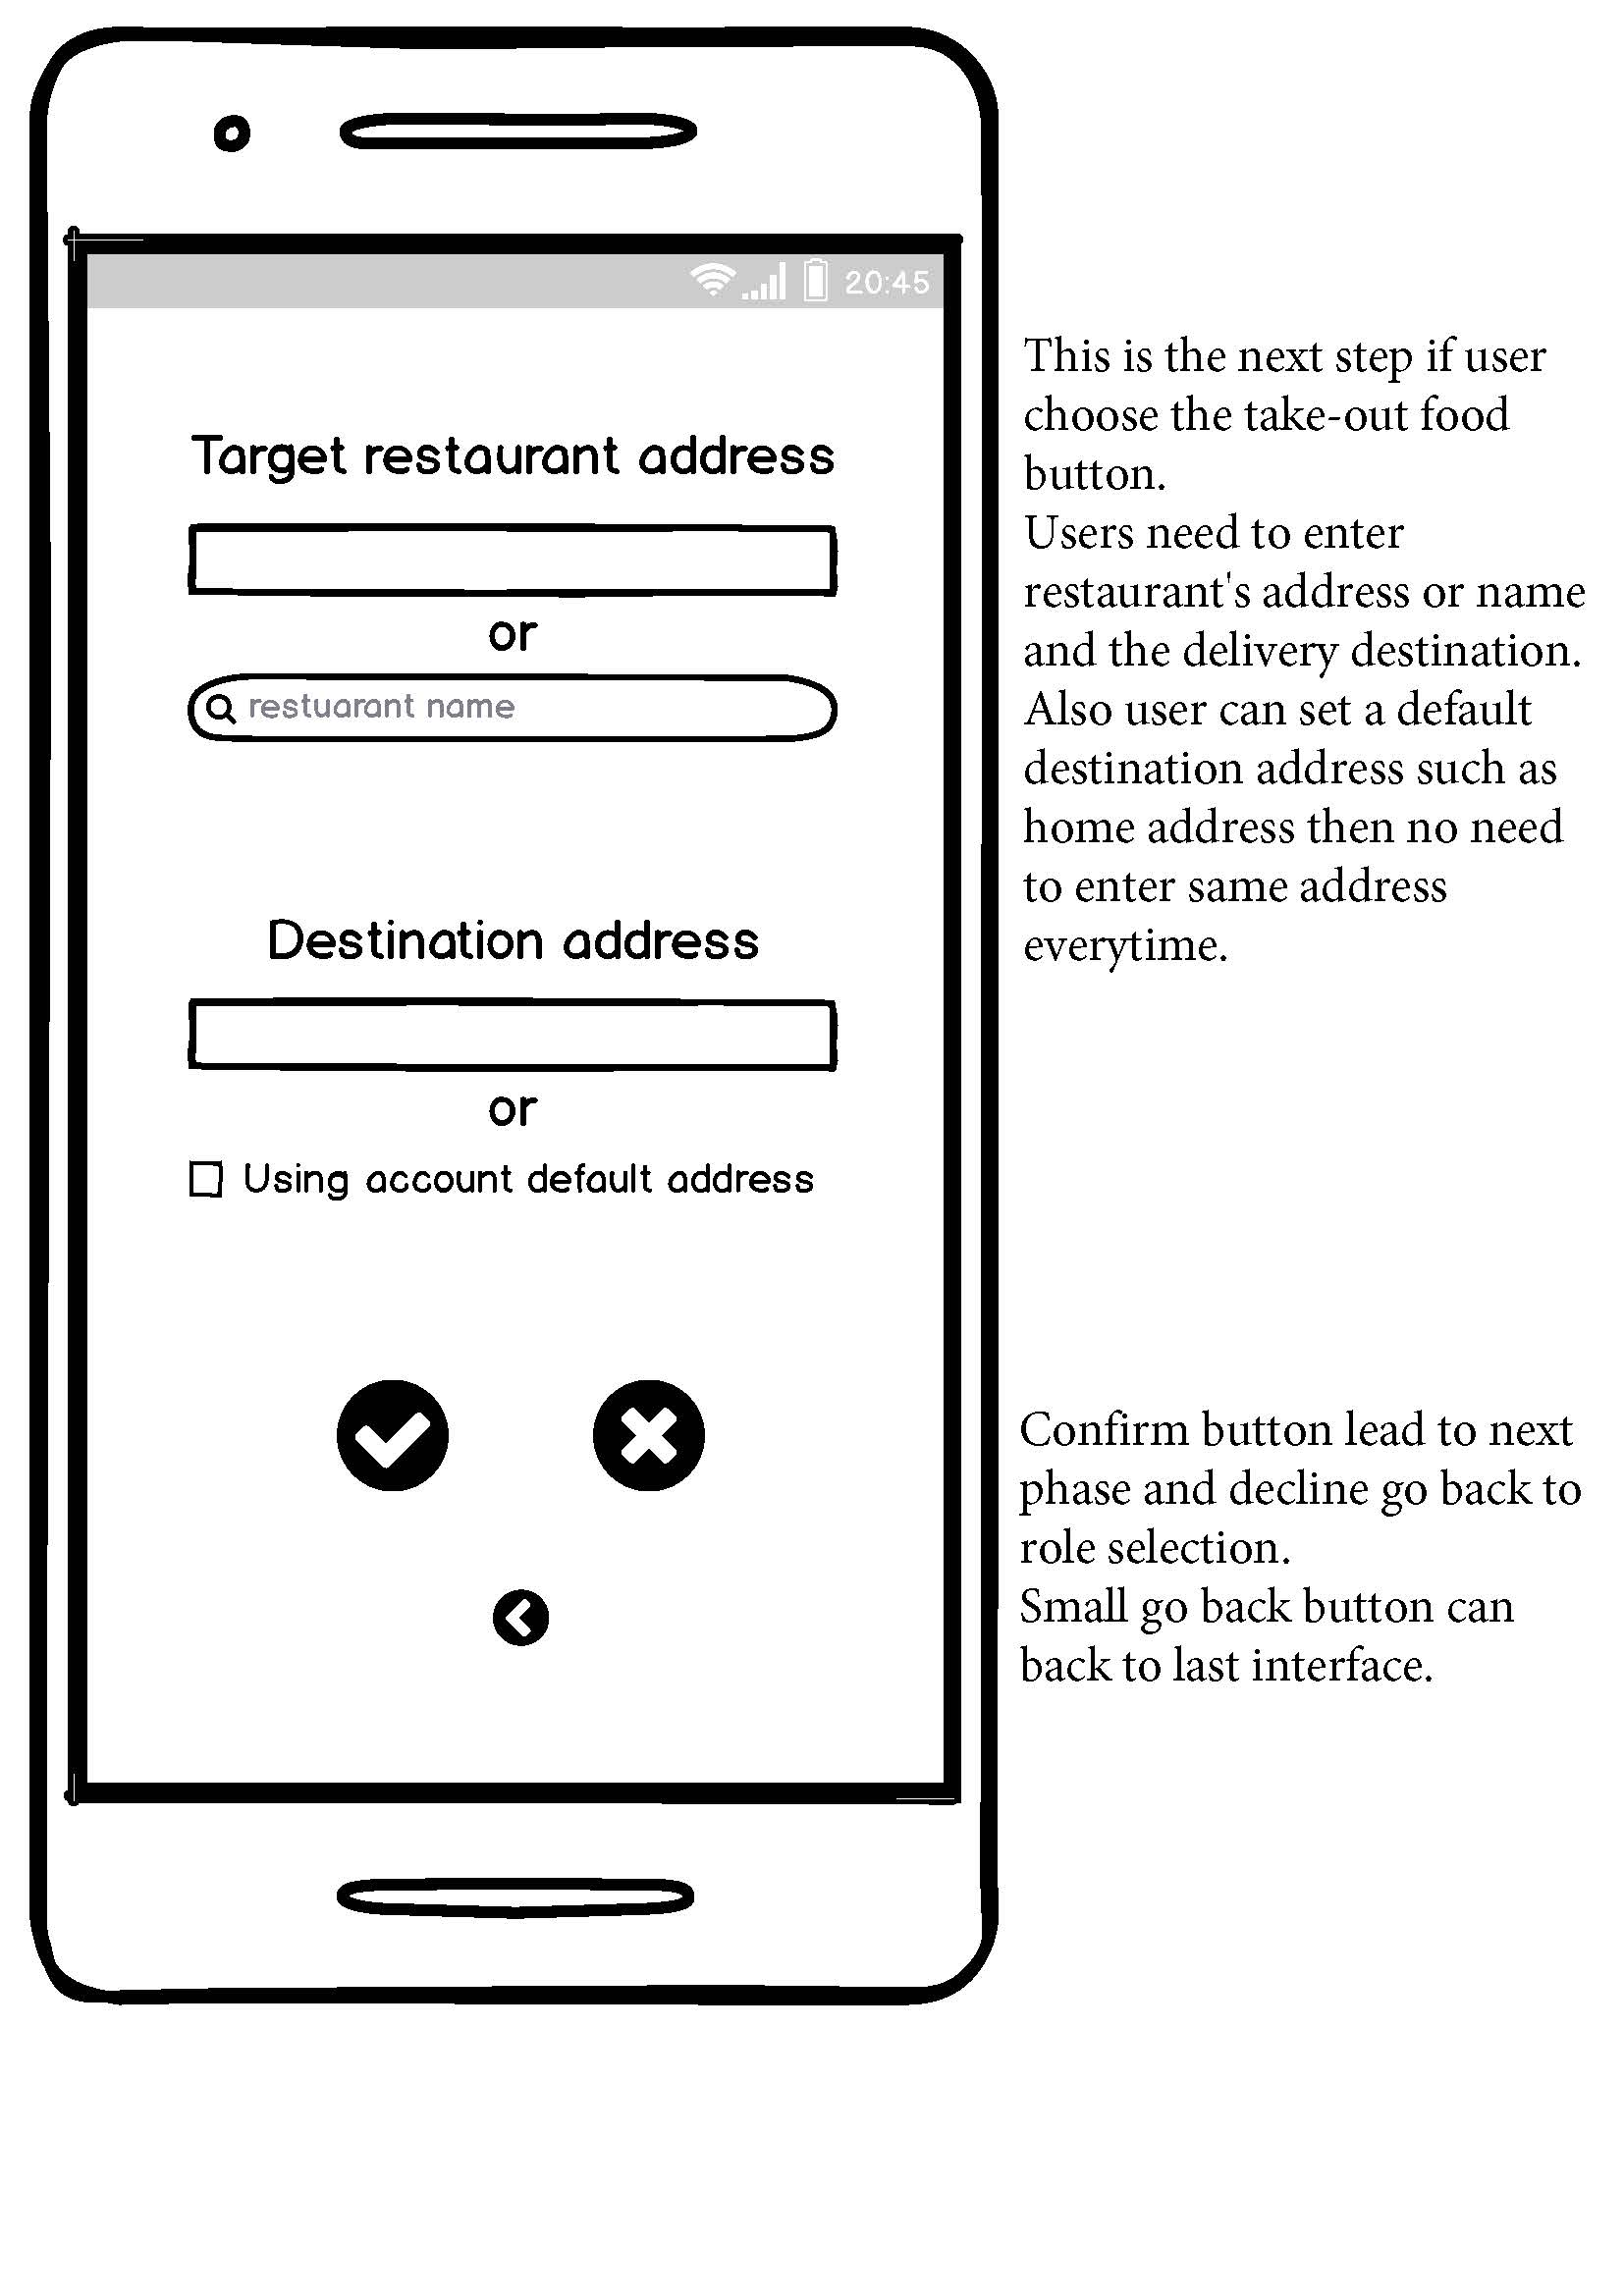 20:45
Target restaurant address
or
restuarant name
Destination address
or
Using account default address
This is the next step if user
choose the take-out food
button.
Users need to enter
restaurant's address or name
and the delivery destination.
Also user can set a default
destination address such as
home address then no need
to enter same address
everytime.
Confirm button lead to next
phase and decline go back to
role selection.
Small go back button can
back to last interface.